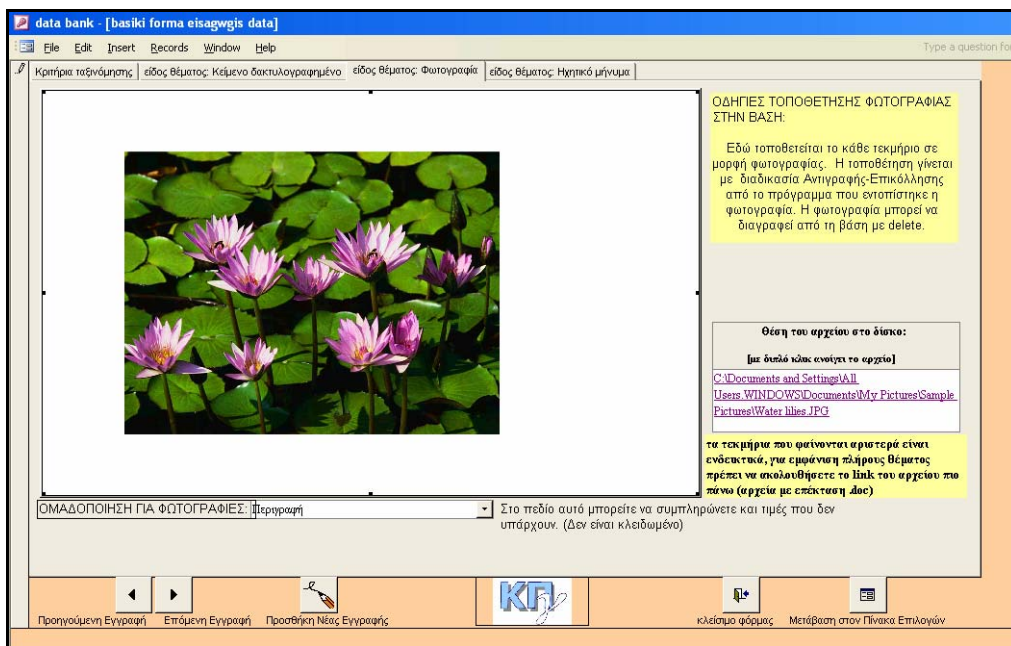 data bank - [basiki forma eisagwgis data]
File Edit Insert Records Window Help
Type a question for
Κριτήρια ταξινόμησης
είδος θέματος: Κείμενο δακτυλογραφημένο
είδος θέματος: Φωτογραφία
είδος θέματος: Ηχητικό μήνυμα
ΟΔΗΓΙΕΣ ΤΟΠΟΘΕΤΗΣΗΣ ΦΩΤΟΓΡΑΦΙΑΣ
ΣΤΗΝ ΒΑΣΗ:
Εδώ τοποθετείται το κάθε τεκμήριο σε
μορφή φωτογραφίας. Η τοποθέτηση γίνεται
με διαδικασία Αντιγραφής-Επικόλλησης
από το πρόγραμμα που εντοπίστηκε η
φωτογραφία. Η φωτογραφία μπορεί να
διαγραφεί από τη βάση με delete.
Θέση του αρχείου στο δίσκο:
[με διπλό κλικ ανοίγει το αρχείο]
C:\Documents and Settings\All
Users.WINDOWS\Documents\My Pictures\Sample
Pictures\Water lilies.JPG
τα τεκμήρια που φαίνονται αριστερά είναι
ενδεικτικά, για εμφάνιση πλήρους θέματος
πρέπει να ακολουθήσετε το link του αρχείου πιο
πάνω (αρχεία με επέκταση .doc)
ΟΜΑΔΟΠΟΙΗΣΗ ΓΙΑ ΦΩΤΟΓΡΑΦΙΕΣ: Περιγραφή
Στο πεδίο αυτό μπορείτε να συμπληρώνετε και τιμές που δεν
υπάρχουν. (Δεν είναι κλειδωμένο)
ΚΠγ
Προηγούμενη Εγγραφή
Επόμενη Εγγραφή
Προσθήκη Νέας Εγγραφής
κλείσιμο φόρμας
Μετάβαση στον Πίνακα Επιλογών